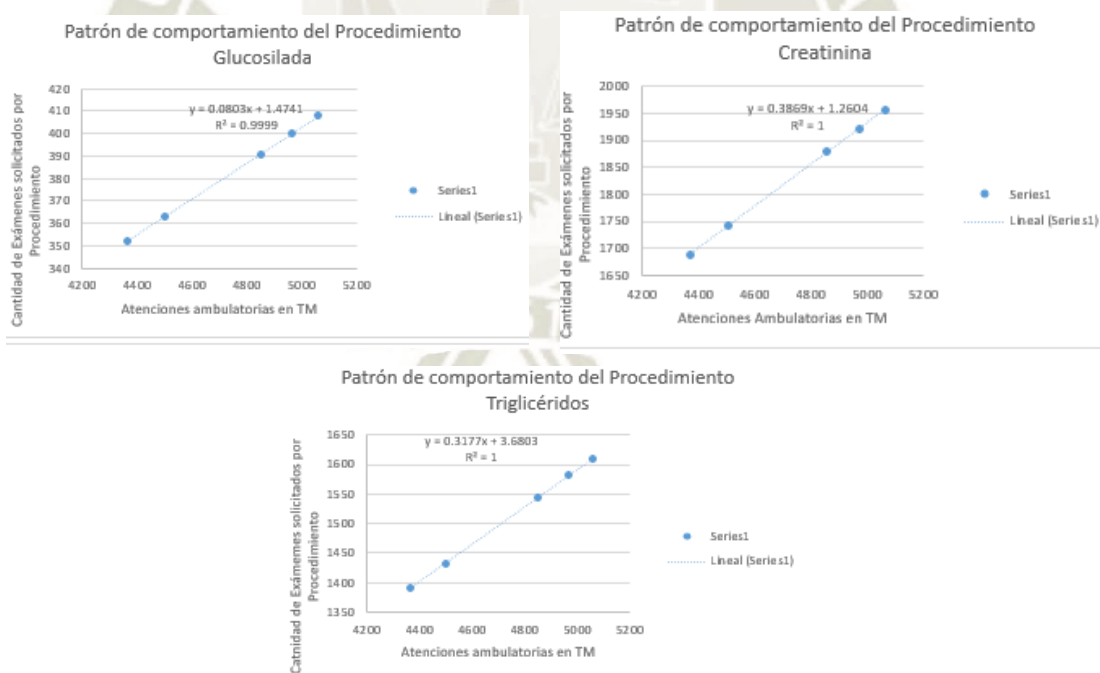 Patrón de comportamiento del Procedimiento
Glucosilada
Cantidad de Exámenes solicitados por
Procedimiento
420
410
400
390
380
370
360
350
340
y = 0.0803x + 1.4741
R² = 0.9999
4200 4400 4600 4800 5000 5200
Atenciones ambulatorias en TM
Series1
Lineal (Series1)
Patrón de comportamiento del Procedimiento
Creatinina
Cantidad de Exámenes solicitados por
Procedimiento
2000
1950
1900
1850
1800
1750
1700
1650
y = 0.3869x + 1.2604
R² = 1
4200 4400 4600 4800 5000 5200
Atenciones Ambulatorias en TM
Series1
Lineal (Series1)
Patrón de comportamiento del Procedimiento
Triglicéridos
Catnidad de Exámemes solicitados por
Procedimiento
1650
1600
1550
1500
1450
1400
1350
y = 0.3177x + 3.6803
R² = 1
4200 4400 4600 4800 5000 5200
Atenciones ambulatorias en TM
Series1
Lineal (Series1)